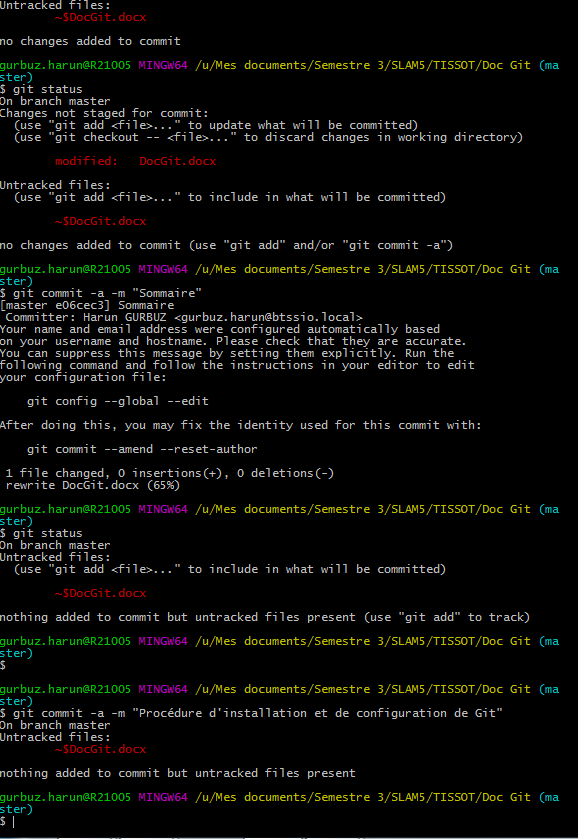 Untracked files:
~$DocGit.docx
no changes added to commit
gurbuz.harun@R21005 MINGW64 /u/Mes documents/Semestre 3/SLAM5/TISSOT/Doc Git (ma
ster)
$ git status
On branch master
Changes not staged for commit:
(use "git add <file>..." to update what will be committed)
(use "git checkout -- <file>..." to discard changes in working directory)
modified:   DocGit.docx
Untracked files:
(use "git add <file>..." to include in what will be committed)
~$DocGit.docx
no changes added to commit (use "git add" and/or "git commit -a")
gurbuz.harun@R21005 MINGW64 /u/Mes documents/Semestre 3/SLAM5/TISSOT/Doc Git (ma
ster)
$ git commit -a -m "Sommaire"
[master e06cec3] Sommaire
Committer: Harun GURBUZ <gurbuz.harun@btssio.local>
Your name and email address were configured automatically based
on your username and hostname. Please check that they are accurate.
You can suppress this message by setting them explicitly. Run the
following command and follow the instructions in your editor to edit
your configuration file:
git config --global --edit
After doing this, you may fix the identity used for this commit with:
git commit --amend --reset-author
1 file changed, 0 insertions(+), 0 deletions(-)
rewrite DocGit.docx (65%)
gurbuz.harun@R21005 MINGW64 /u/Mes documents/Semestre 3/SLAM5/TISSOT/Doc Git (ma
ster)
$ git status
On branch master
Untracked files:
(use "git add <file>..." to include in what will be committed)
~$DocGit.docx
nothing added to commit but untracked files present (use "git add" to track)
gurbuz.harun@R21005 MINGW64 /u/Mes documents/Semestre 3/SLAM5/TISSOT/Doc Git (ma
ster)
$
gurbuz.harun@R21005 MINGW64 /u/Mes documents/Semestre 3/SLAM5/TISSOT/Doc Git (ma
ster)
$ git commit -a -m "Procédure d'installation et de configuration de Git"
On branch master
Untracked files:
~$DocGit.docx
nothing added to commit but untracked files present
gurbuz.harun@R21005 MINGW64 /u/Mes documents/Semestre 3/SLAM5/TISSOT/Doc Git (ma
ster)
$